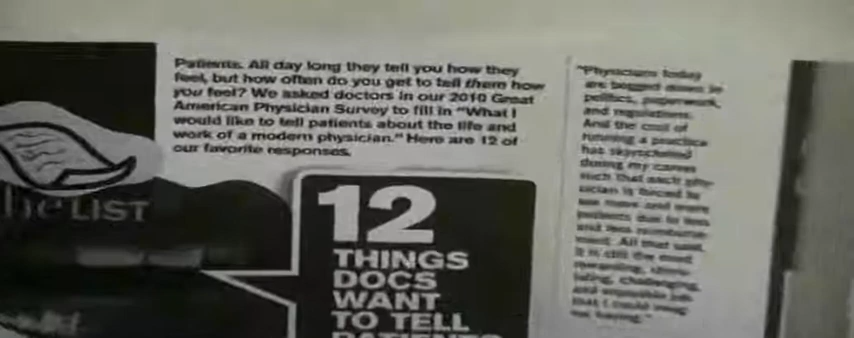 Patients. All day long they tell you how they
feel, but how often do you get to tell them how
you feel? We asked doctors in our 2010 Great
American Physician Survey to fill in "What I
would like to tell patients about the life and
work of a modern physician." Here are 12 of
our favorite responses.
LIST
12
THINGS
DOCS
WANT
TO TELL
PATIENTS
"Physicians today
are bogged down in
politics, paperwork,
and regulations.
And the cost of
running a practice
has skyrocketed
during my career
such that each phy-
sician is forced to
see more and more
patients due to less
and less reimburse-
ment. All that said,
it is still the most
rewarding, stimu-
lating, challenging,
and enjoyable job
that I could imag-